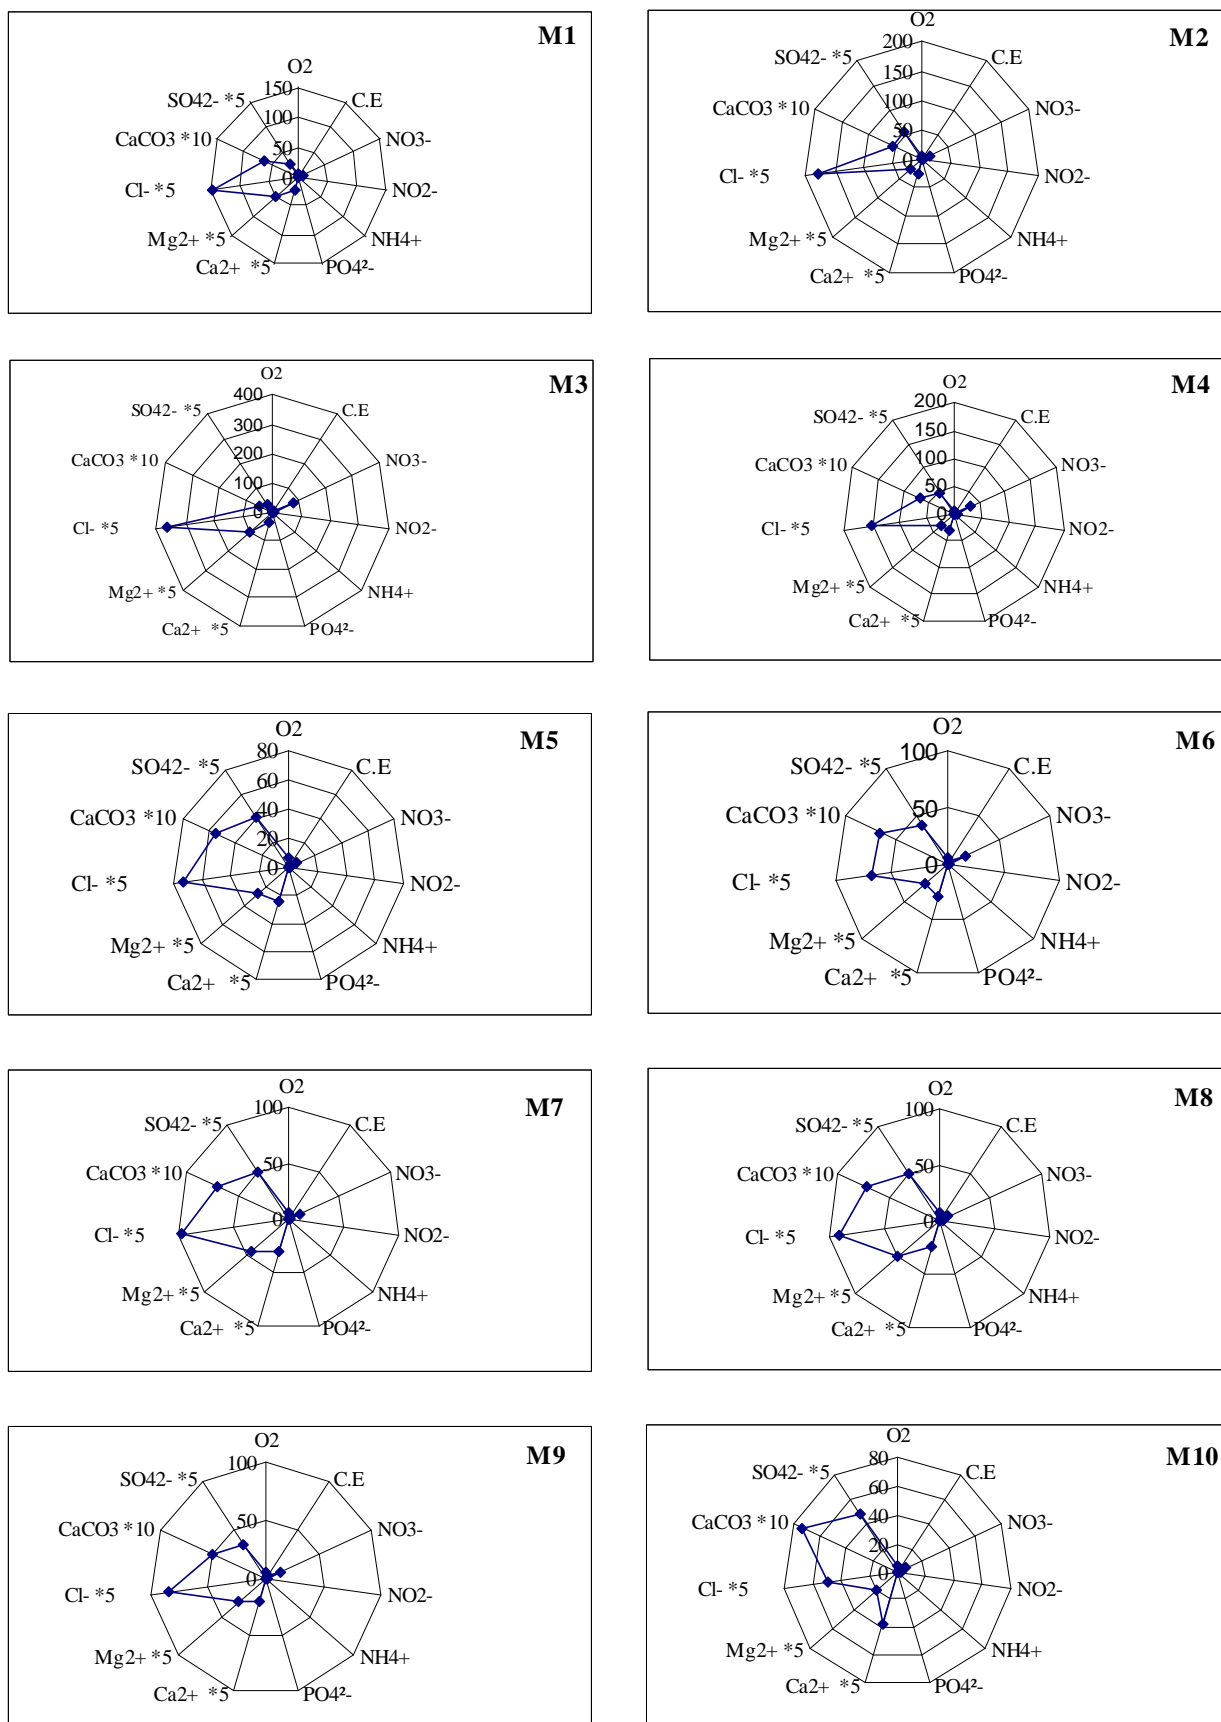 M1
O2
150
100
50
0
C.E
NO3-
NO2-
NH4+
PO4²-
Ca2+ *5
Mg2+ *5
Cl- *5
CaCO3 *10
SO42- *5
M2
O2
200
150
100
50
0
C.E
NO3-
NO2-
NH4+
PO4²-
Ca2+ *5
Mg2+ *5
Cl- *5
CaCO3 *10
SO42- *5
M3
O2
400
300
200
100
0
C.E
NO3-
NO2-
NH4+
PO4²-
Ca2+ *5
Mg2+ *5
Cl- *5
CaCO3 *10
SO42- *5
M4
O2
200
150
100
50
0
C.E
NO3-
NO2-
NH4+
PO4²-
Ca2+ *5
Mg2+ *5
Cl- *5
CaCO3 *10
SO42- *5
M5
O2
80
60
40
20
0
C.E
NO3-
NO2-
NH4+
PO4²-
Ca2+ *5
Mg2+ *5
Cl- *5
CaCO3 *10
SO42- *5
M6
O2
100
50
0
C.E
NO3-
NO2-
NH4+
PO4²-
Ca2+ *5
Mg2+ *5
Cl- *5
CaCO3 *10
SO42- *5
M7
O2
100
50
0
C.E
NO3-
NO2-
NH4+
PO4²-
Ca2+ *5
Mg2+ *5
Cl- *5
CaCO3 *10
SO42- *5
M8
O2
100
50
0
C.E
NO3-
NO2-
NH4+
PO4²-
Ca2+ *5
Mg2+ *5
Cl- *5
CaCO3 *10
SO42- *5
M9
O2
100
50
0
C.E
NO3-
NO2-
NH4+
PO4²-
Ca2+ *5
Mg2+ *5
Cl- *5
CaCO3 *10
SO42- *5
M10
O2
80
60
40
20
0
C.E
NO3-
NO2-
NH4+
PO4²-
Ca2+ *5
Mg2+ *5
Cl- *5
CaCO3 *10
SO42- *5